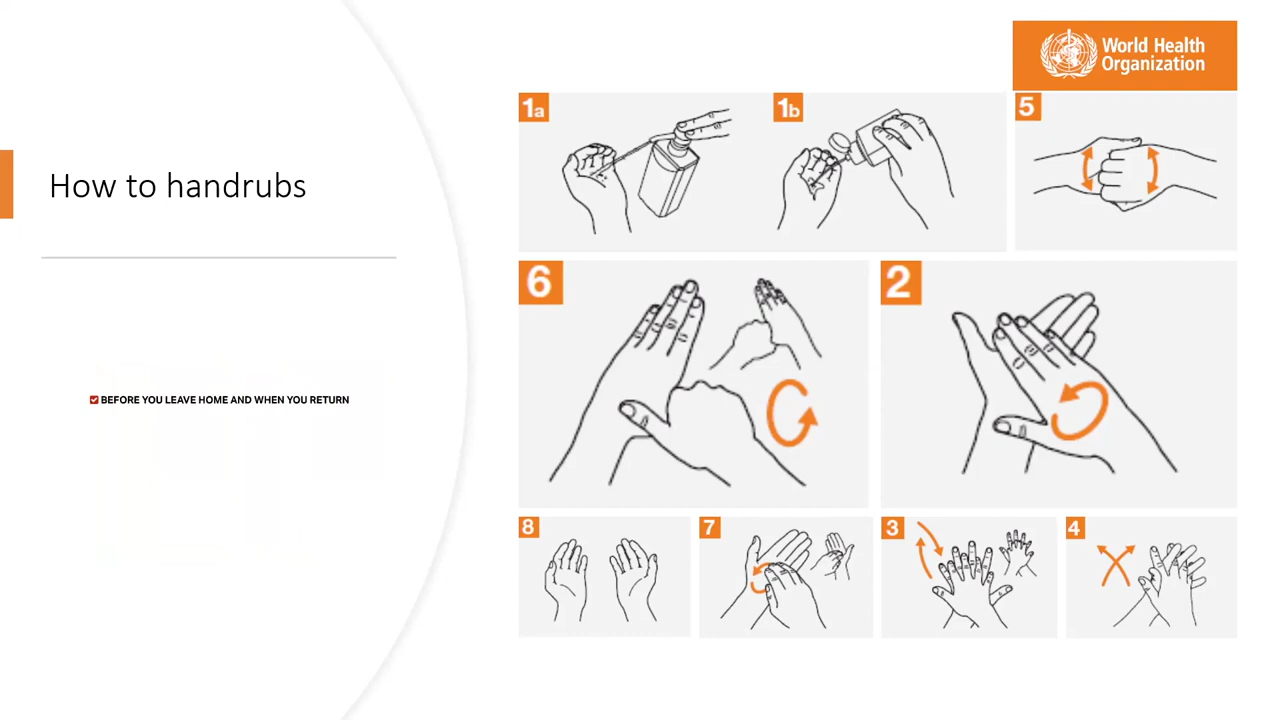 World Health
Organization
1a
1b
5
How to handrubs
6
2
BEFORE YOU LEAVE HOME AND WHEN YOU RETURN
8
7
3
4